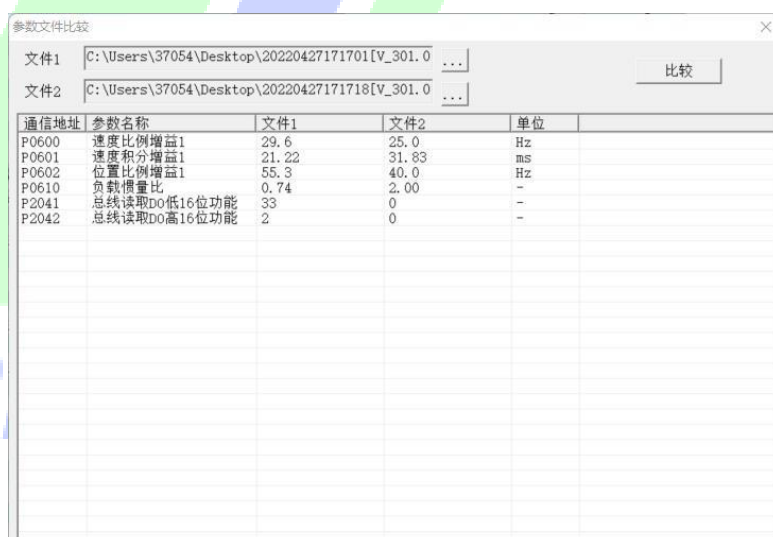 参数文件比较
文件1 C:\Users\37054\Desktop\20220427171701[V_301.0 ...
比较
文件2 C:\Users\37054\Desktop\20220427171718[V_301.0 ...
通信地址 参数名称 文件1 文件2 单位
P0600 速度比例增益1 29.6 25.0 Hz
P0601 速度积分增益1 21.22 31.83 ms
P0602 位置比例增益1 55.3 40.0 Hz
P0610 负载惯量比 0.74 2.00 -
P2041 总线读取DO低16位功能 33 0 -
P2042 总线读取DO高16位功能 2 0 -